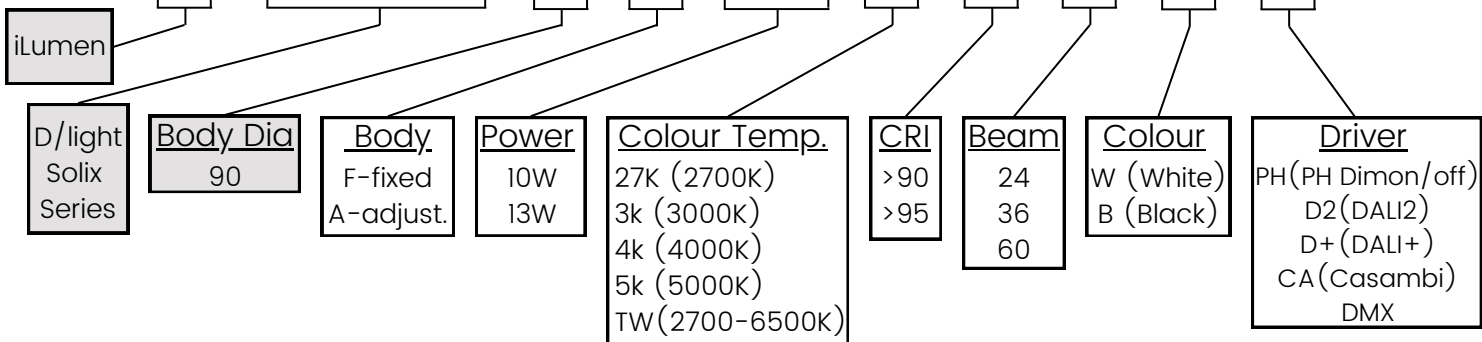 iLumen
D/light
Solix
Series
Body Dia
90
Body
F-fixed
A-adjust.
Power
10W
13W
Colour Temp.
27K (2700K)
3k (3000K)
4k (4000K)
5k (5000K)
TW(2700-6500K)
CRI
>90
>95
Beam
24
36
60
Colour
W (White)
B (Black)
Driver
PH(PH Dimon/off)
D2(DALI2)
D+(DALI+)
CA(Casambi)
DMX